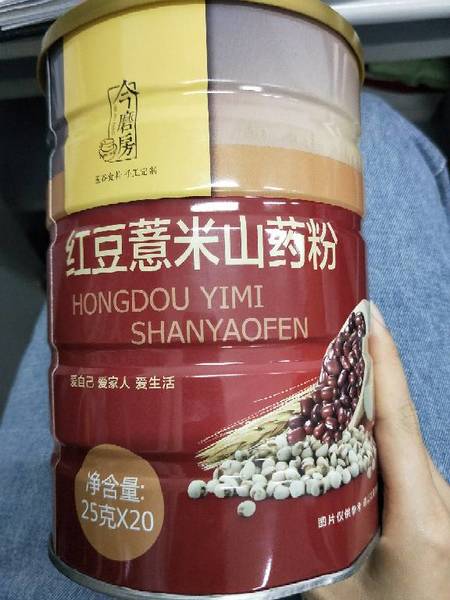 今磨房
红豆薏米山药粉
HONGDOU YIMI
SHANYAOFEN
爱自己 爱家人 爱生活
净含量:
25克X20
图片仅供参考